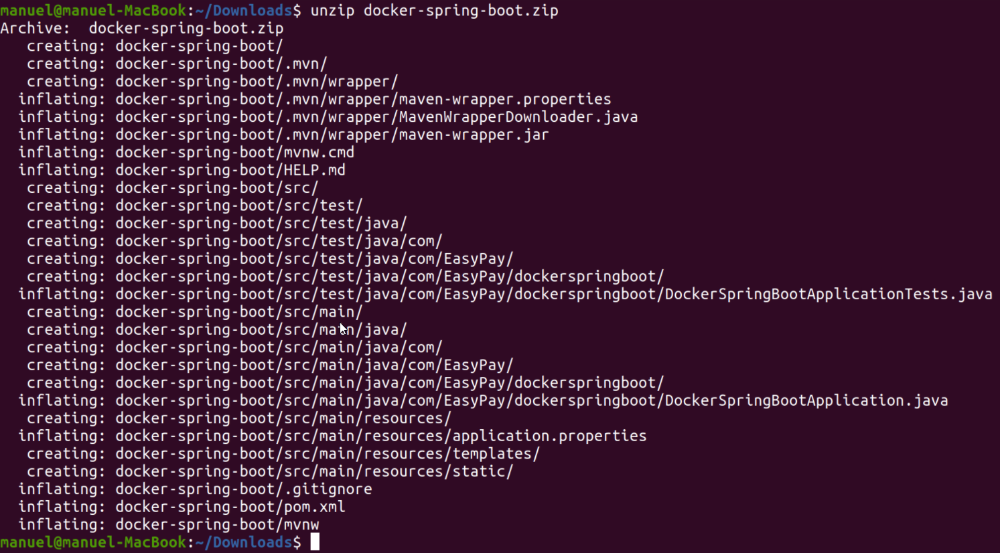 manuel@manuel-MacBook:~/Downloads$ unzip docker-spring-boot.zip
Archive:  docker-spring-boot.zip
   creating: docker-spring-boot/
   creating: docker-spring-boot/.mvn/
   creating: docker-spring-boot/.mvn/wrapper/
  inflating: docker-spring-boot/.mvn/wrapper/maven-wrapper.properties
  inflating: docker-spring-boot/.mvn/wrapper/MavenWrapperDownloader.java
  inflating: docker-spring-boot/.mvn/wrapper/maven-wrapper.jar
  inflating: docker-spring-boot/mvnw.cmd
  inflating: docker-spring-boot/HELP.md
   creating: docker-spring-boot/src/
   creating: docker-spring-boot/src/test/
   creating: docker-spring-boot/src/test/java/
   creating: docker-spring-boot/src/test/java/com/
   creating: docker-spring-boot/src/test/java/com/EasyPay/
   creating: docker-spring-boot/src/test/java/com/EasyPay/dockerspringboot/
  inflating: docker-spring-boot/src/test/java/com/EasyPay/dockerspringboot/DockerSpringBootApplicationTests.java
   creating: docker-spring-boot/src/main/
   creating: docker-spring-boot/src/main/java/
   creating: docker-spring-boot/src/main/java/com/
   creating: docker-spring-boot/src/main/java/com/EasyPay/
   creating: docker-spring-boot/src/main/java/com/EasyPay/dockerspringboot/
  inflating: docker-spring-boot/src/main/java/com/EasyPay/dockerspringboot/DockerSpringBootApplication.java
   creating: docker-spring-boot/src/main/resources/
  inflating: docker-spring-boot/src/main/resources/application.properties
   creating: docker-spring-boot/src/main/resources/templates/
   creating: docker-spring-boot/src/main/resources/static/
  inflating: docker-spring-boot/.gitignore
  inflating: docker-spring-boot/pom.xml
  inflating: docker-spring-boot/mvnw
manuel@manuel-MacBook:~/Downloads$